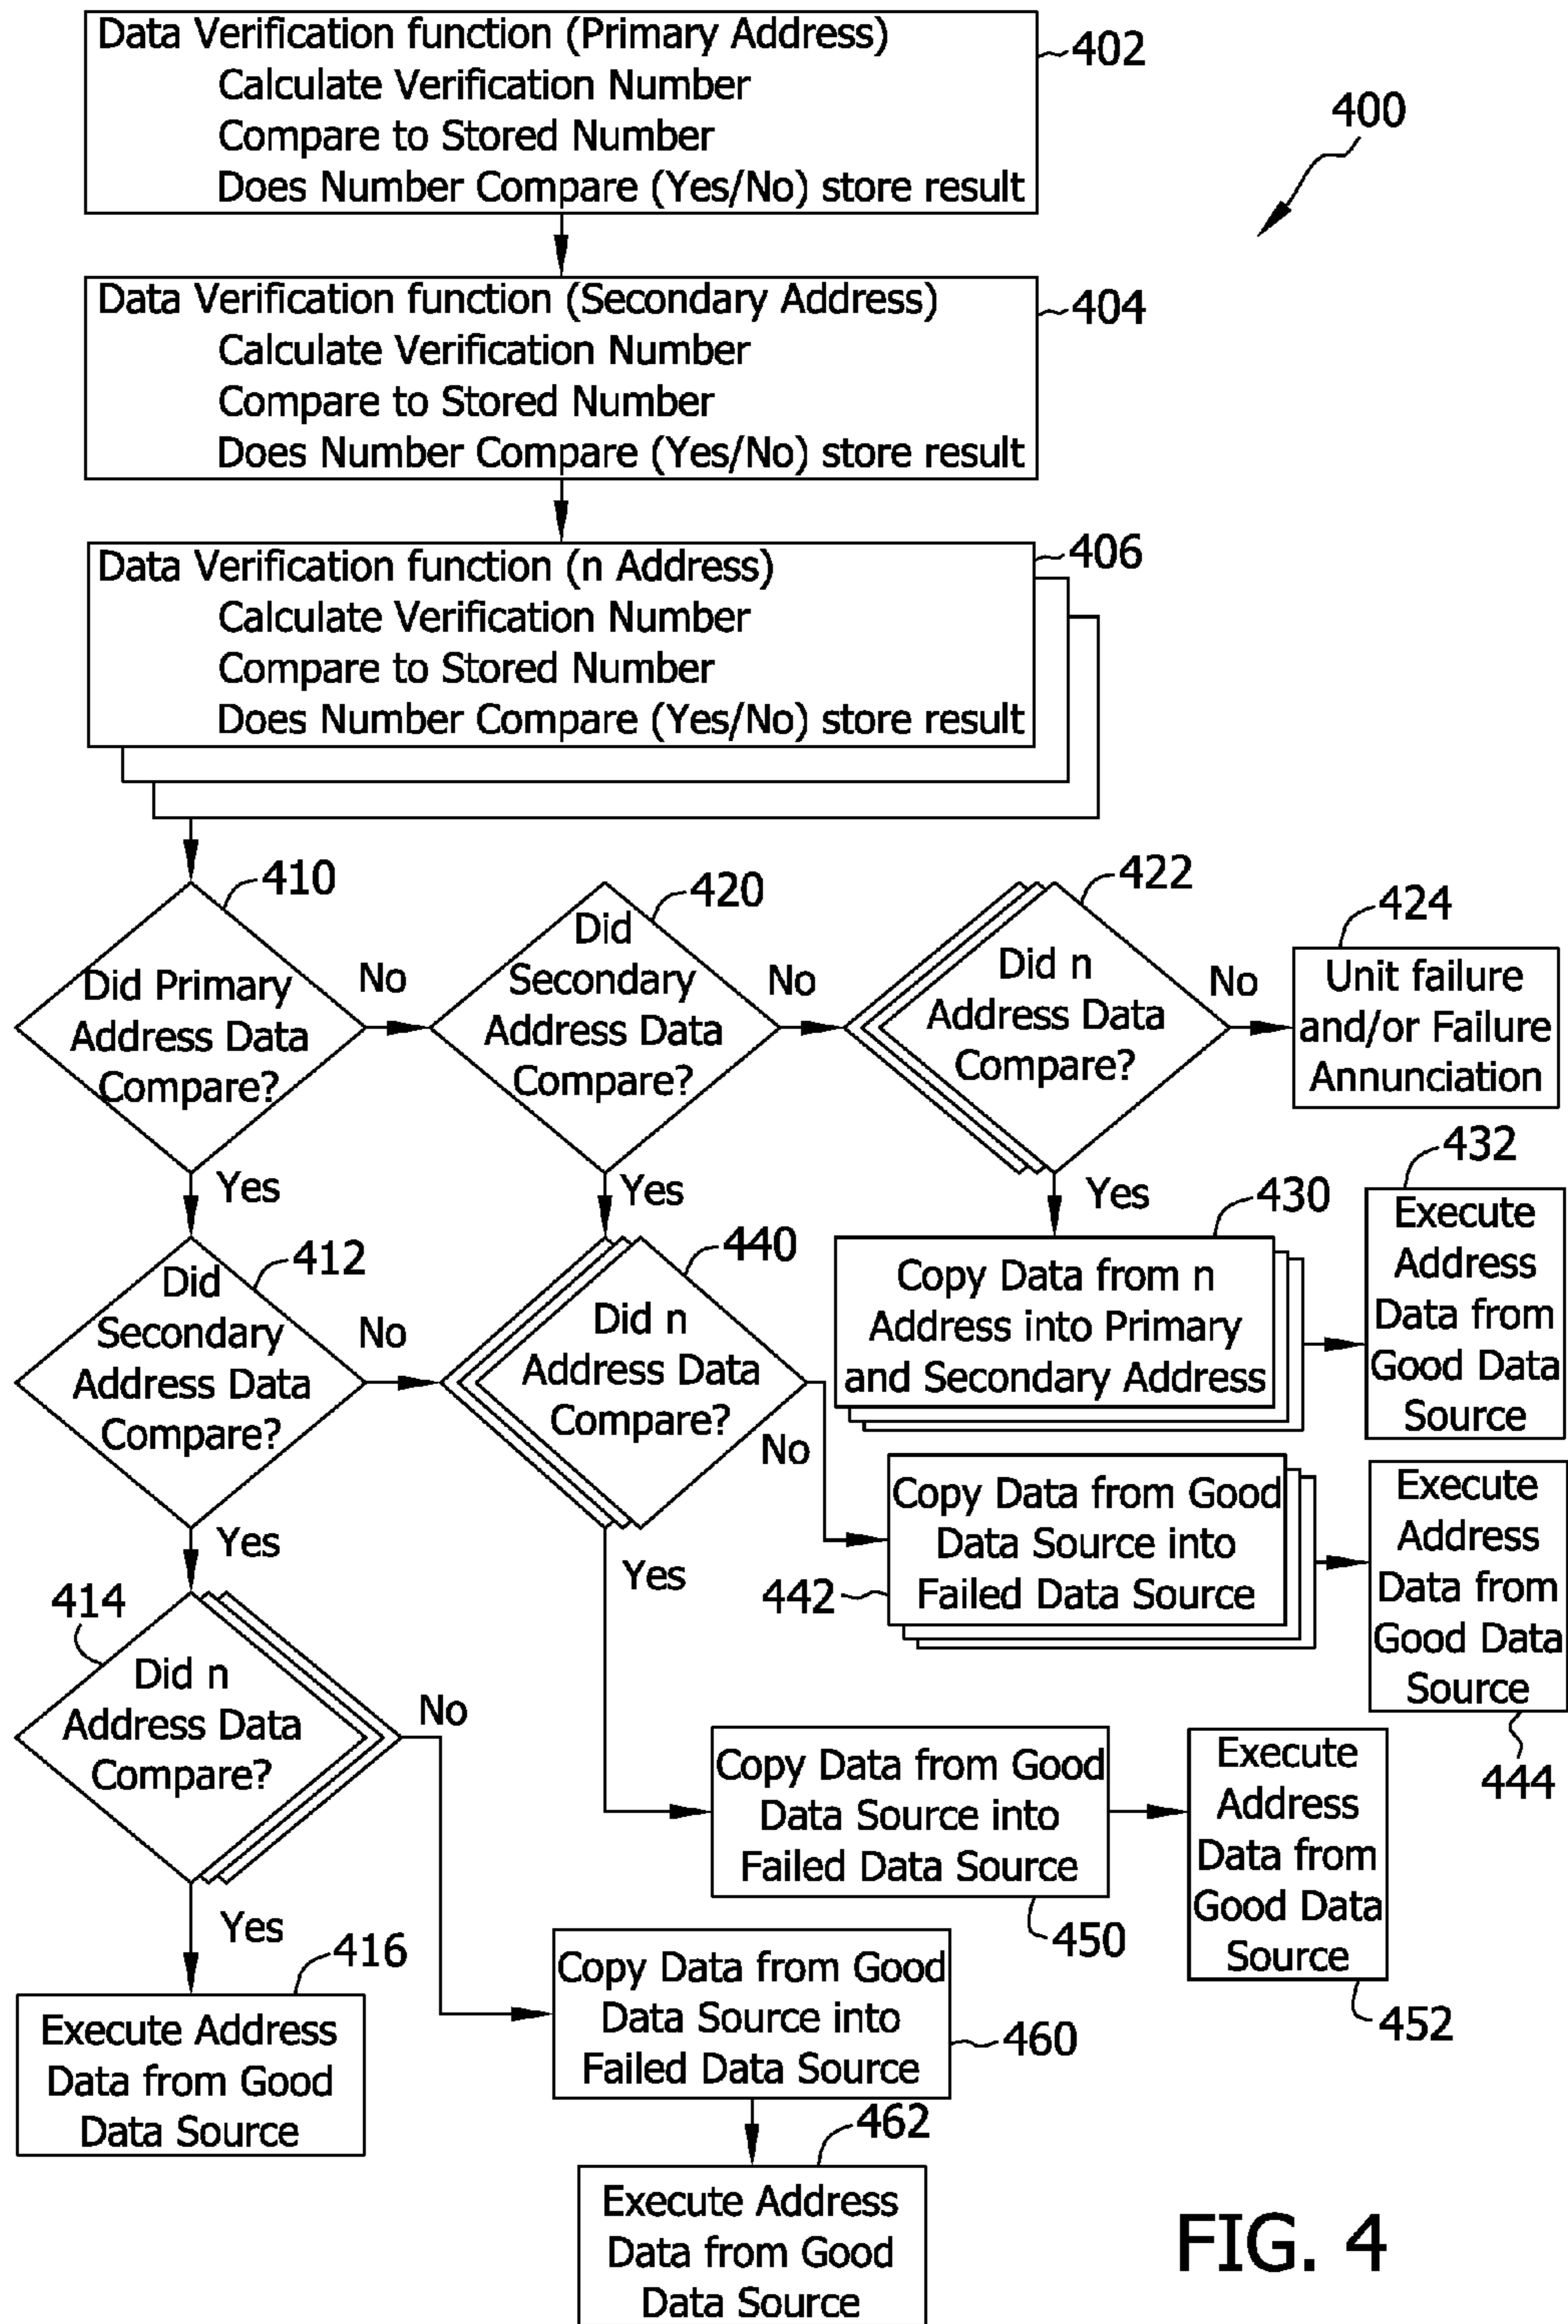 Data Verification function (Primary Address)
Calculate Verification Number
Compare to Stored Number
Does Number Compare (Yes/No) store result
402
400
Data Verification function (Secondary Address)
Calculate Verification Number
Compare to Stored Number
Does Number Compare (Yes/No) store result
404
Data Verification function (n Address)
Calculate Verification Number
Compare to Stored Number
Does Number Compare (Yes/No) store result
406
410
Did Primary
Address Data
Compare?
No
Yes
420
Did
Secondary
Address Data
Compare?
No
Yes
422
Did n
Address Data
Compare?
No
Yes
424
Unit failure
and/or Failure
Annunciation
412
Did
Secondary
Address Data
Compare?
No
Yes
440
Did n
Address Data
Compare?
No
Yes
430
Copy Data from n
Address into Primary
and Secondary Address
432
Execute
Address
Data from
Good Data
Source
442
Copy Data from Good
Data Source into
Failed Data Source
Execute
Address
Data from
Good Data
Source
444
414
Did n
Address Data
Compare?
No
Yes
Copy Data from Good
Data Source into
Failed Data Source
450
Execute
Address
Data from
Good Data
Source
452
416
Execute Address
Data from Good
Data Source
Copy Data from Good
Data Source into
Failed Data Source
460
462
Execute Address
Data from Good
Data Source
FIG. 4